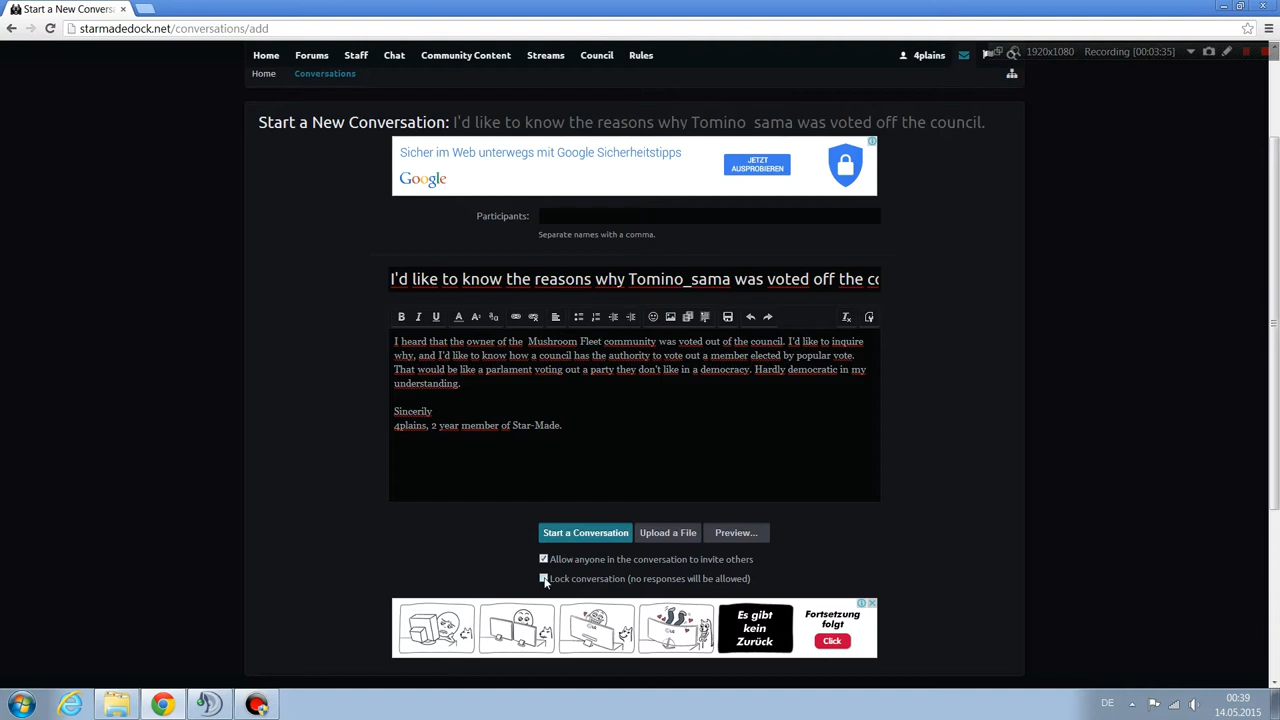 Start a New Conversa
starmadedock.net/conversations/add
Home Forums Staff Chat Community Content Streams Council Rules 4plains
1920x1080 Recording [00:03:35]
Home Conversations
Start a New Conversation: I'd like to know the reasons why Tomino_sama was voted off the council.
Sicher im Web unterwegs mit Google Sicherheitstipps
Google
JETZT
AUSPROBIEREN
Participants:
Separate names with a comma.
I'd like to know the reasons why Tomino_sama was voted off the co
B I U
I heard that the owner of the Mushroom Fleet community was voted out of the council. I'd like to inquire
why, and I'd like to know how a council has the authority to vote out a member elected by popular vote.
That would be like a parlament voting out a party they don't like in a democracy. Hardly democratic in my
understanding.
Sincerily
4plains, 2 year member of Star-Made.
Start a Conversation Upload a File Preview...
Allow anyone in the conversation to invite others
Lock conversation (no responses will be allowed)
Es gibt
kein
Zurück
Fortsetzung
folgt
Click
DE
00:39
14.05.2015